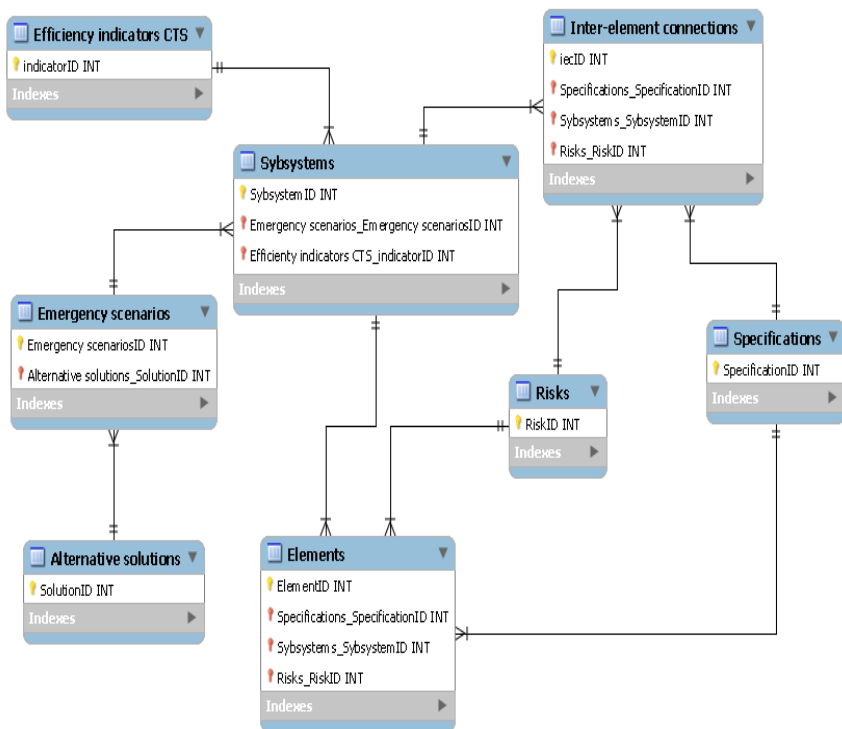 Efficiency indicators CTS
indicatorID INT
Indexes
Inter-element connections
iecID INT
Specifications_SpecificationID INT
Sybsystems_SybsystemID INT
Risks_RiskID INT
Indexes
Sybsystems
SybsystemID INT
Emergency scenarios_Emergency scenariosID INT
Efficienty indicators CTS_indicatorID INT
Indexes
Emergency scenarios
Emergency scenariosID INT
Alternative solutions_SolutionID INT
Indexes
Specifications
SpecificationID INT
Indexes
Risks
RiskID INT
Indexes
Alternative solutions
SolutionID INT
Indexes
Elements
ElementID INT
Specifications_SpecificationID INT
Sybsystems_SybsystemID INT
Risks_RiskID INT
Indexes